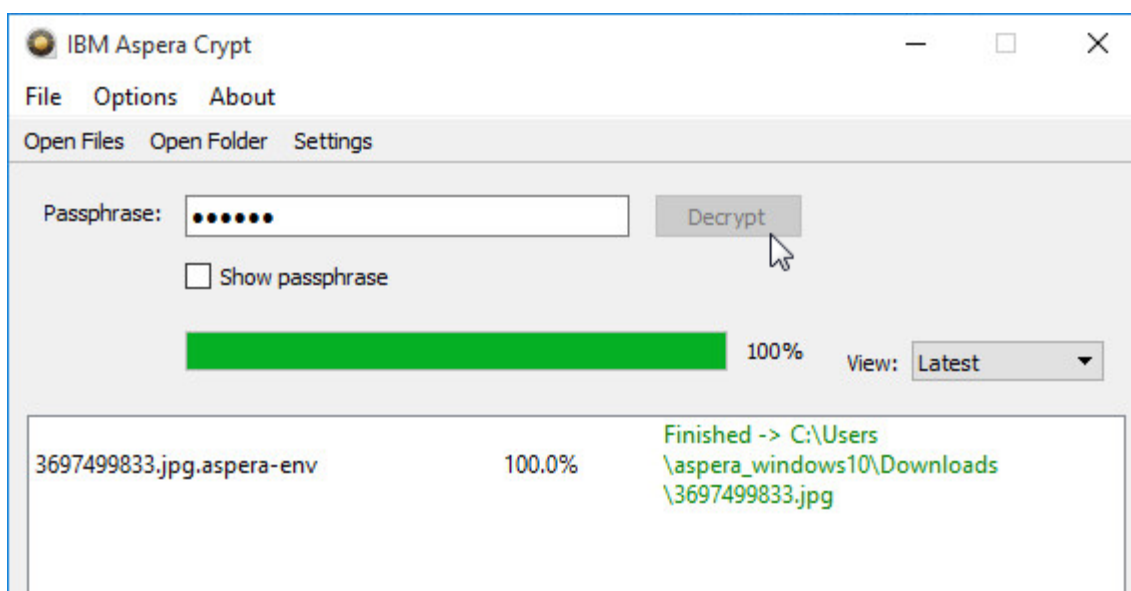 IBM Aspera Crypt
File Options About
Open Files Open Folder Settings
Passphrase: •••••• Decrypt
Show passphrase
100%
View: Latest
3697499833.jpg.aspera-env 100.0% Finished -> C:\Users
\aspera_windows10\Downloads
\3697499833.jpg